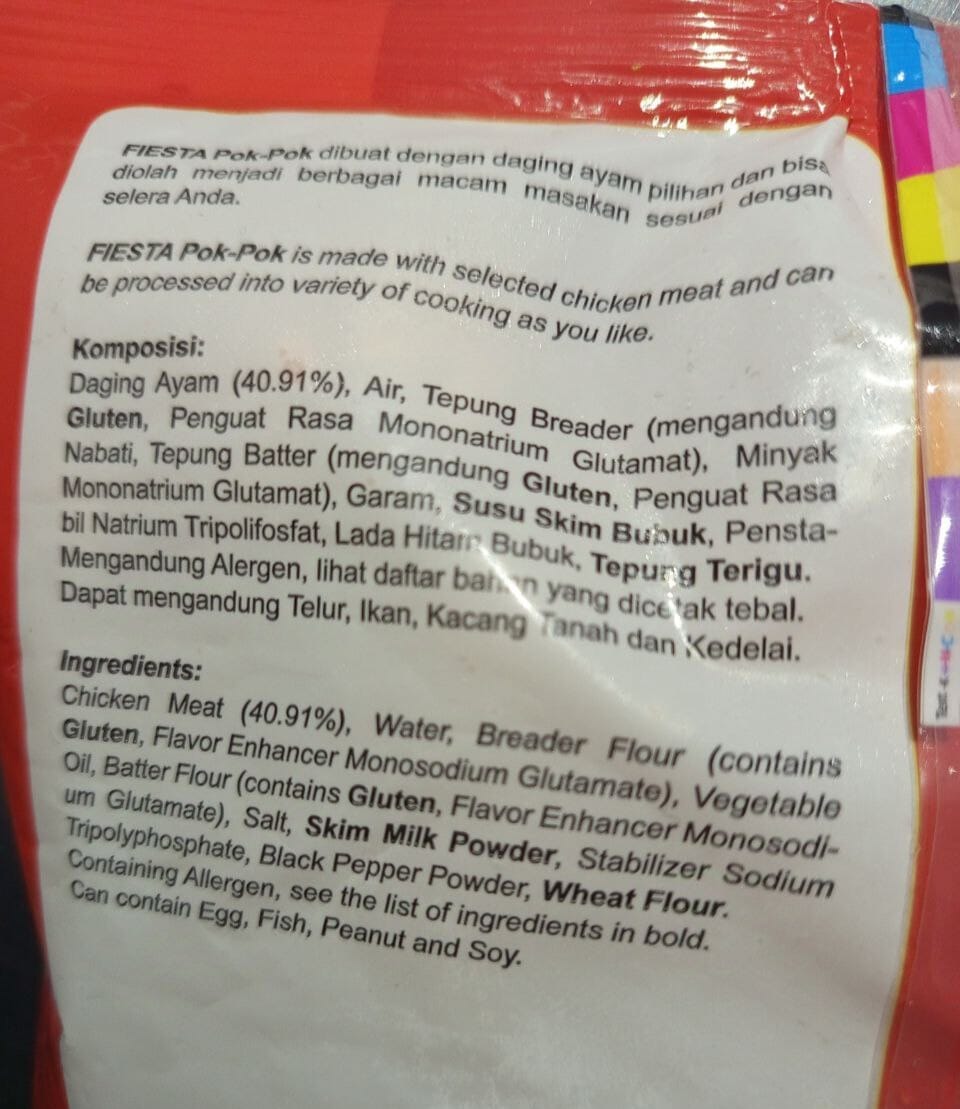 FIESTA Pok-Pok dibuat dengan daging ayam pilihan dan bisa
diolah menjadi berbagai macam masakan sesuai dengan
selera Anda.
FIESTA Pok-Pok is made with selected chicken meat and can
be processed into variety of cooking as you like.
Komposisi:
Daging Ayam (40.91%), Air, Tepung Breader (mengandung
Gluten, Penguat Rasa Mononatrium Glutamat), Minyak
Nabati, Tepung Batter (mengandung Gluten, Penguat Rasa
Mononatrium Glutamat), Garam, Susu Skim Bubuk, Pensta-
bil Natrium Tripolifosfat, Lada Hitam Bubuk, Tepung Terigu.
Mengandung Alergen, lihat daftar bahan yang dicetak tebal.
Dapat mengandung Telur, Ikan, Kacang Tanah dan Kedelai.
Ingredients:
Chicken Meat (40.91%), Water, Breader Flour (contains
Gluten, Flavor Enhancer Monosodium Glutamate), Vegetable
Oil, Batter Flour (contains Gluten, Flavor Enhancer Monosodi-
um Glutamate), Salt, Skim Milk Powder, Stabilizer Sodium
Tripolyphosphate, Black Pepper Powder, Wheat Flour.
Containing Allergen, see the list of ingredients in bold.
Can contain Egg, Fish, Peanut and Soy.